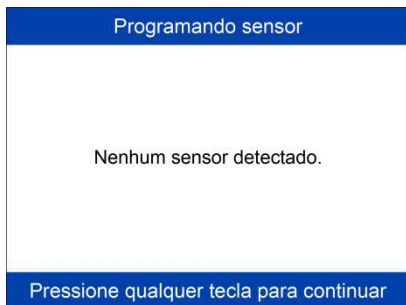 Programando sensor
Nenhum sensor detectado.
Pressione qualquer tecla para continuar